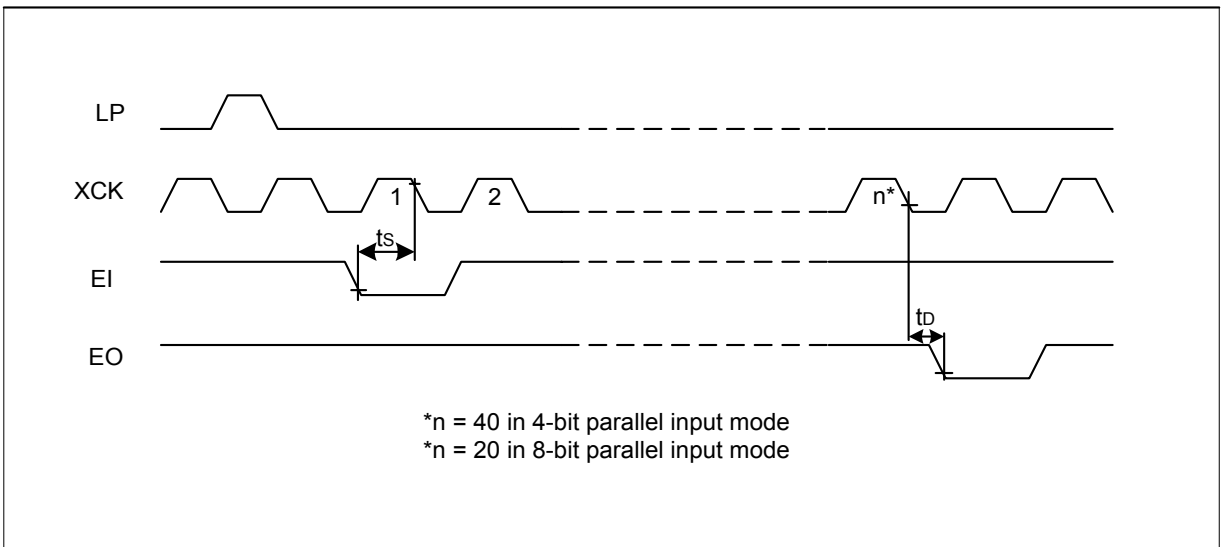 LP
XCK
1
2
n*
ts
EI
tD
EO
*n = 40 in 4-bit parallel input mode
*n = 20 in 8-bit parallel input mode